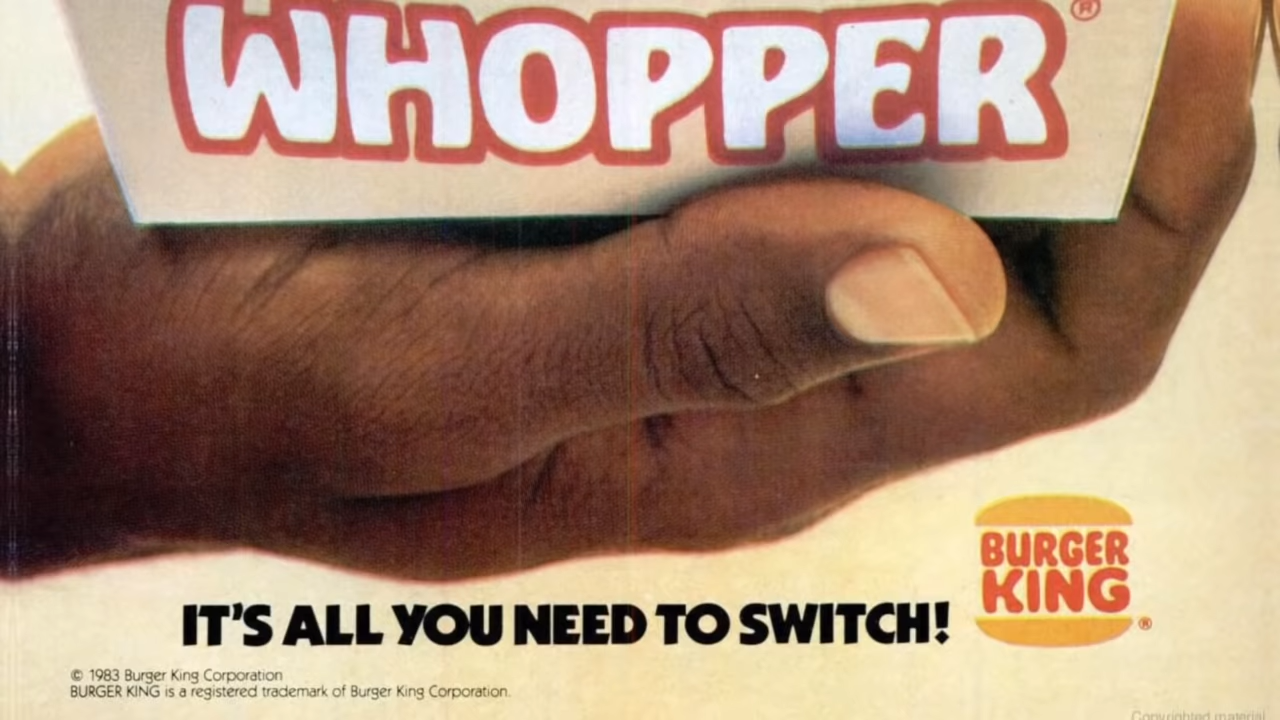 WHOPPER®
IT'S ALL YOU NEED TO SWITCH!
BURGER
KING®
© 1983 Burger King Corporation
BURGER KING is a registered trademark of Burger King Corporation.
Copyrighted material